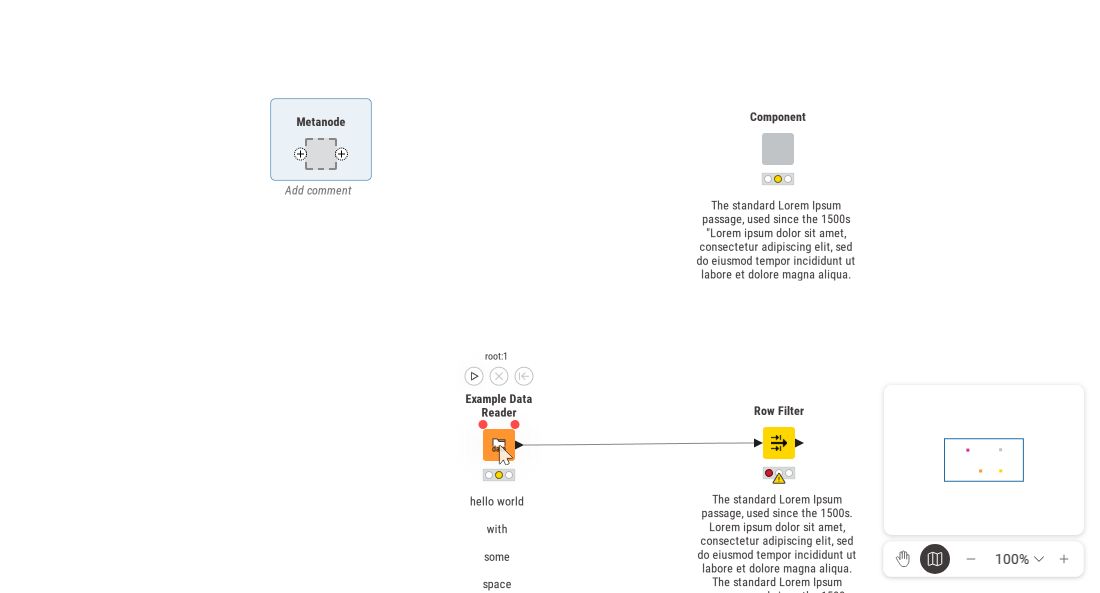 Metanode
Add comment
Component
The standard Lorem Ipsum
passage, used since the 1500s
"Lorem ipsum dolor sit amet,
consectetur adipiscing elit, sed
do eiusmod tempor incididunt ut
labore et dolore magna aliqua.
root:1
Example Data
Reader
hello world
with
some
space
Row Filter
The standard Lorem Ipsum
passage, used since the 1500s.
Lorem ipsum dolor sit amet,
consectetur adipiscing elit, sed
do eiusmod tempor incididunt ut
labore et dolore magna aliqua.
The standard Lorem Ipsum
100%